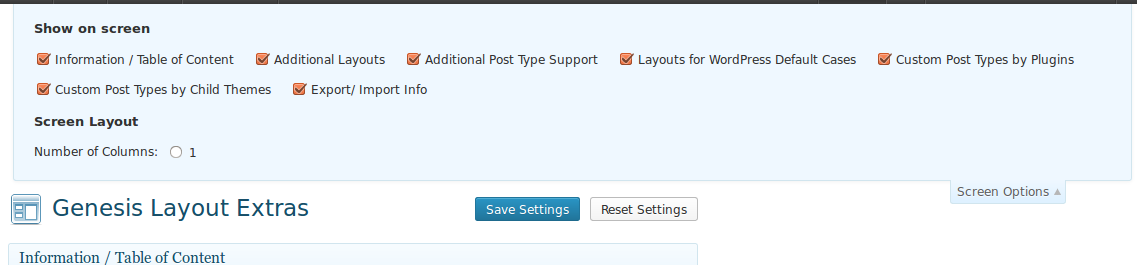 Show on screen
Information / Table of Content Additional Layouts Additional Post Type Support Layouts for WordPress Default Cases Custom Post Types by Plugins
Custom Post Types by Child Themes Export/ Import Info
Screen Layout
Number of Columns: 1
Screen Options ▲
Genesis Layout Extras Save Settings Reset Settings
Information / Table of Content